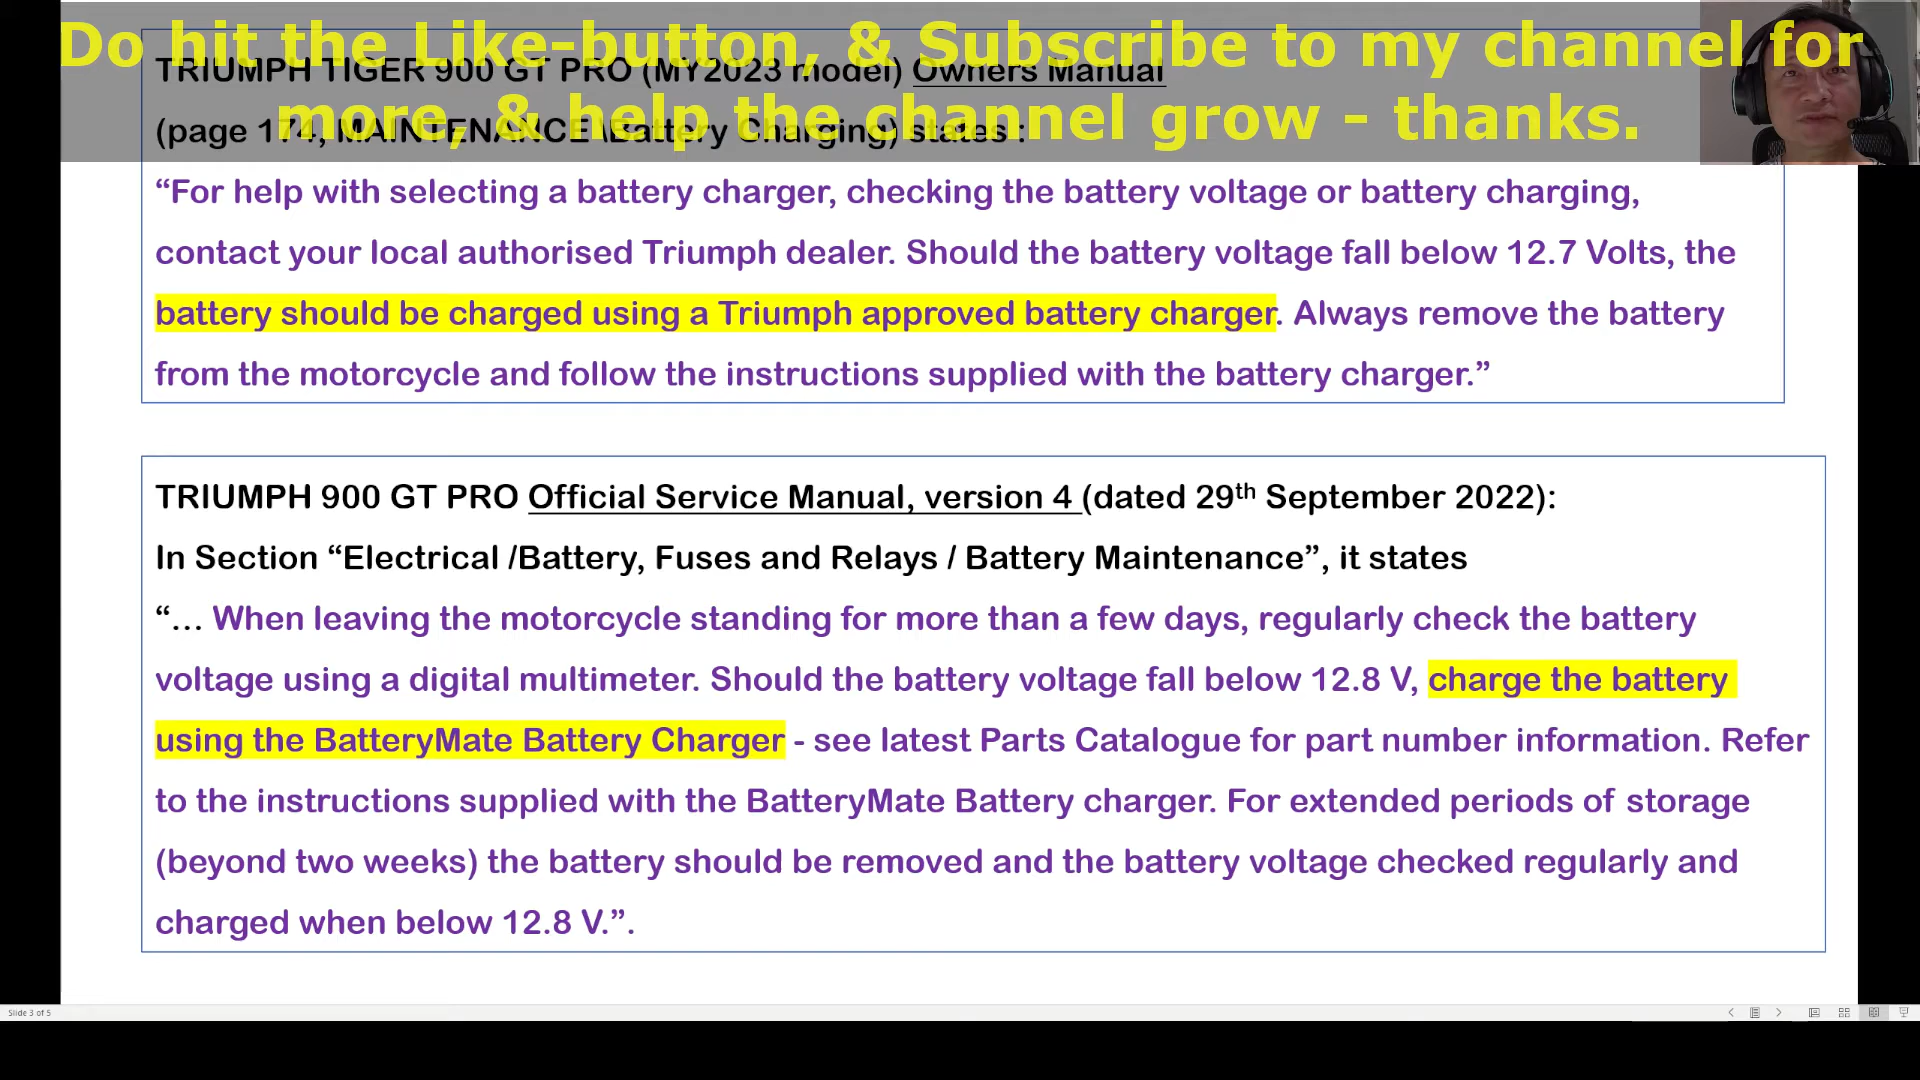 Do hit the Like-button, & Subscribe to my channel for
more, & help the channel grow - thanks.
TRIUMPH TIGER 900 GT PRO (MY2023 model) Owners Manual
(page 174, MAINTENANCE \Battery Charging) states :
“For help with selecting a battery charger, checking the battery voltage or battery charging,
contact your local authorised Triumph dealer. Should the battery voltage fall below 12.7 Volts, the
battery should be charged using a Triumph approved battery charger. Always remove the battery
from the motorcycle and follow the instructions supplied with the battery charger.”
TRIUMPH 900 GT PRO Official Service Manual, version 4 (dated 29th September 2022):
In Section “Electrical /Battery, Fuses and Relays / Battery Maintenance”, it states
“… When leaving the motorcycle standing for more than a few days, regularly check the battery
voltage using a digital multimeter. Should the battery voltage fall below 12.8 V, charge the battery
using the BatteryMate Battery Charger - see latest Parts Catalogue for part number information. Refer
to the instructions supplied with the BatteryMate Battery charger. For extended periods of storage
(beyond two weeks) the battery should be removed and the battery voltage checked regularly and
charged when below 12.8 V.”.
Slide 3 of 5